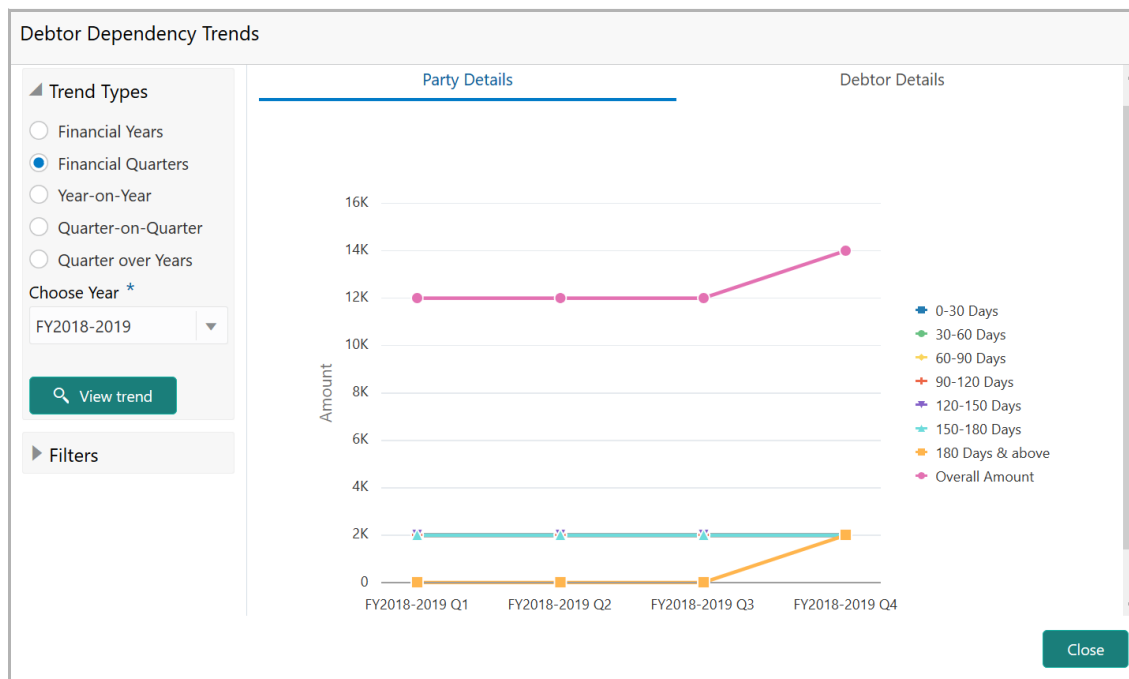 Debtor Dependency Trends
Trend Types
Financial Years
Financial Quarters
Year-on-Year
Quarter-on-Quarter
Quarter over Years
Choose Year *
FY2018-2019
View trend
Filters
Party Details
Debtor Details
16K
14K
12K
10K
8K
6K
4K
2K
0
Amount
FY2018-2019 Q1
FY2018-2019 Q2
FY2018-2019 Q3
FY2018-2019 Q4
0-30 Days
30-60 Days
60-90 Days
90-120 Days
120-150 Days
150-180 Days
180 Days & above
Overall Amount
Close